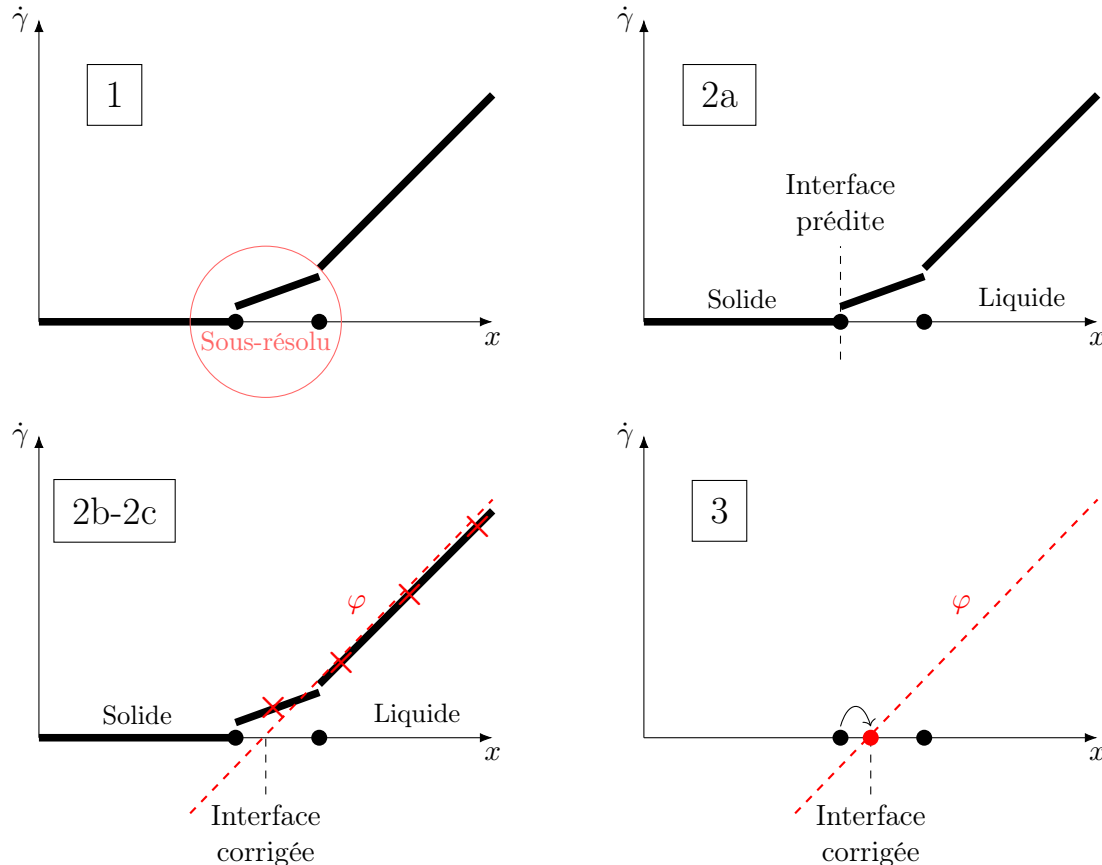 γ̇
1
Sous-résolu
x
γ̇
2a
Interface
prédite
Solide
Liquide
x
γ̇
2b-2c
φ
Solide
Liquide
x
Interface
corrigée
γ̇
3
φ
x
Interface
corrigée